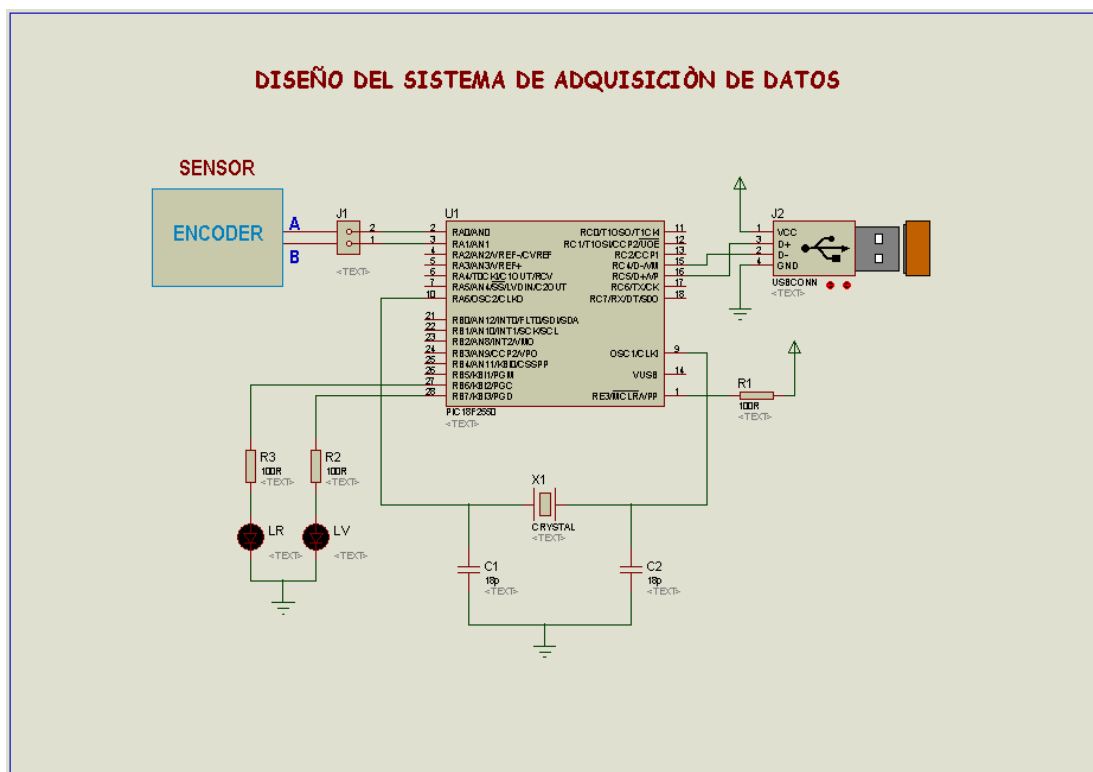 DISEÑO DEL SISTEMA DE ADQUISICIÒN DE DATOS
SENSOR
ENCODER
A
B
J1
2
1
<TEXT>
U1
2 RA0/AN0
3 RA1/AN1
4 RA2/AN2/VREF-/CVREF
5 RA3/AN3/VREF+
6 RA4/T0CKI/C1OUT/RCV
7 RA5/AN4/SS/LVDIN/C2OUT
10 RA6/OSC2/CLKO
21 RB0/AN12/INT0/FLT0/SDI/SDA
22 RB1/AN10/INT1/SCK/SCL
23 RB2/AN8/INT2/VMO
24 RB3/AN9/CCP2/VPO
25 RB4/AN11/KBI0/CSSPP
26 RB5/KBI1/PGM
27 RB6/KBI2/PGC
28 RB7/KBI3/PGD
RC0/T1OSO/T1CKI 11
RC1/T1OSI/CCP2/UOE 12
RC2/CCP1 13
RC4/D-/VM 15
RC5/D+/VP 16
RC6/TX/CK 17
RC7/RX/DT/SDO 18
OSC1/CLKI 9
VUSB 14
RE3/MCLR/VPP 1
PIC18F2550
<TEXT>
J2
1 VCC
3 D+
2 D-
4 GND
USBCONN
<TEXT>
R1
100R
<TEXT>
R3
100R
<TEXT>
R2
100R
<TEXT>
LR
<TEXT>
LV
<TEXT>
X1
CRYSTAL
<TEXT>
C1
18p
<TEXT>
C2
18p
<TEXT>